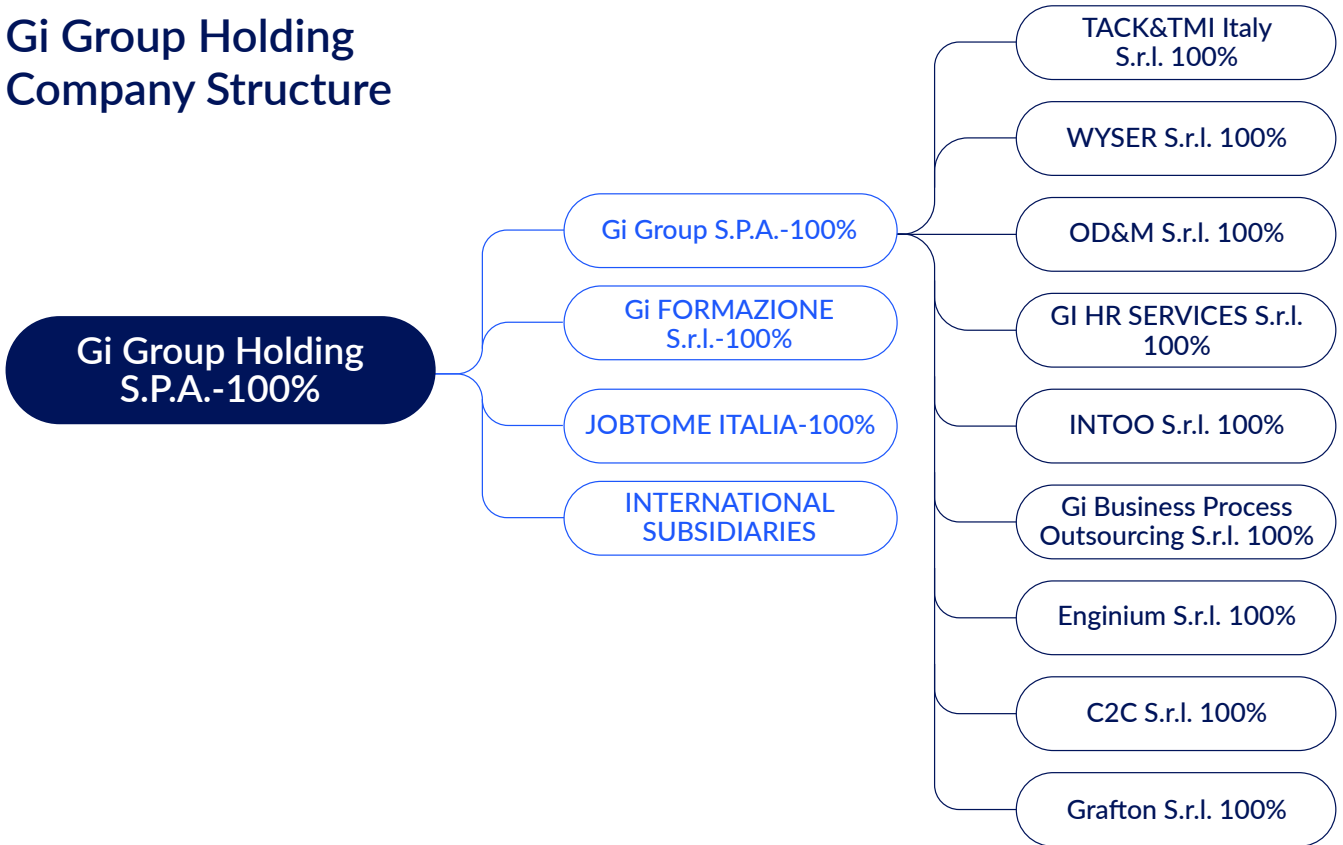 Gi Group Holding
Company Structure
Gi Group Holding
S.P.A.-100%
Gi Group S.P.A.-100%
Gi FORMAZIONE
S.r.l.-100%
JOBTOME ITALIA-100%
INTERNATIONAL
SUBSIDIARIES
TACK&TMI Italy
S.r.l. 100%
WYSER S.r.l. 100%
OD&M S.r.l. 100%
GI HR SERVICES S.r.l.
100%
INTOO S.r.l. 100%
Gi Business Process
Outsourcing S.r.l. 100%
Enginium S.r.l. 100%
C2C S.r.l. 100%
Grafton S.r.l. 100%